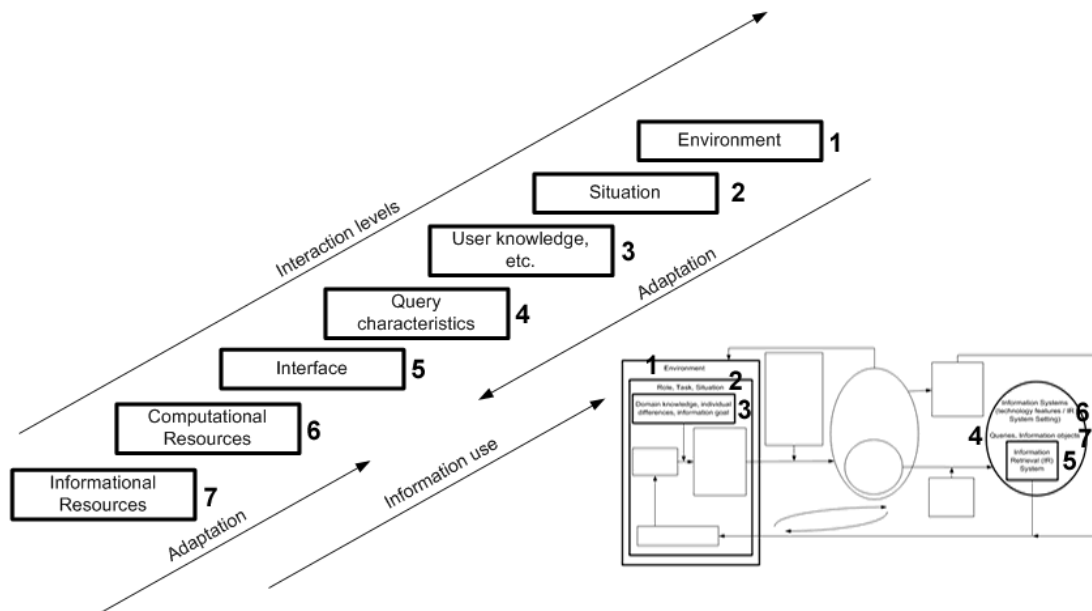 Environment
1
Situation
2
User knowledge,
etc.
3
Query
characteristics
4
Interface
5
Computational
Resources
6
Informational
Resources
7
Interaction levels
Adaptation
Information use
Adaptation
1
Environment
Role, Task, Situation
2
Domain knowledge, individual
differences, information goal
3
Information Systems
(technology features / IR
System Setting)
6
4
Queries, Information objects
7
Information
Retrieval (IR)
System
5